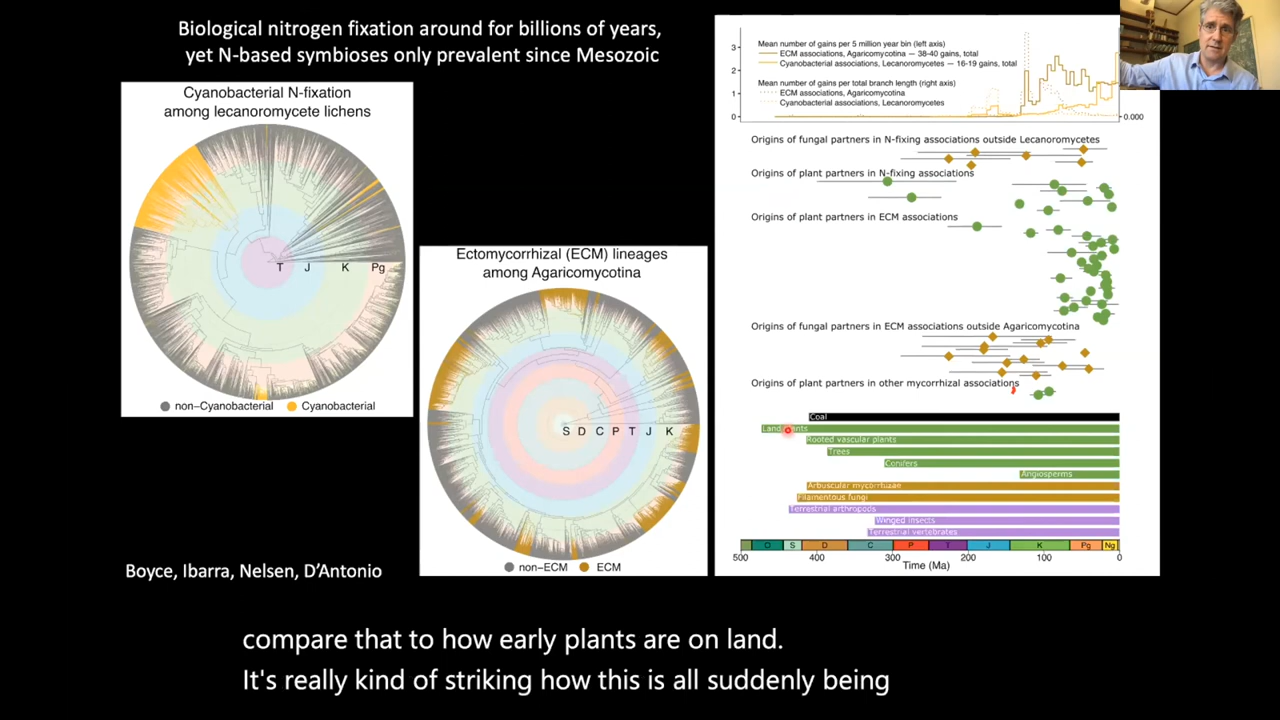 Biological nitrogen fixation around for billions of years,
yet N-based symbioses only prevalent since Mesozoic
Cyanobacterial N-fixation
among lecanoromycete lichens
T J K Pg
non-Cyanobacterial Cyanobacterial
Ectomycorrhizal (ECM) lineages
among Agaricomycotina
S D C P T J K
non-ECM ECM
Boyce, Ibarra, Nelsen, D'Antonio
3
2
1
0
Mean number of gains per 5 million year bin (left axis)
ECM associations, Agaricomycotina — 38-40 gains, total
Cyanobacterial associations, Lecanoromycetes — 16-19 gains, total
Mean number of gains per total branch length (right axis)
ECM associations, Agaricomycotina
Cyanobacterial associations, Lecanoromycetes
0.000
Origins of fungal partners in N-fixing associations outside Lecanoromycetes
Origins of plant partners in N-fixing associations
Origins of plant partners in ECM associations
Origins of fungal partners in ECM associations outside Agaricomycotina
Origins of plant partners in other mycorrhizal associations
Coal
Land plants
Rooted vascular plants
Trees
Conifers
Angiosperms
Arbuscular mycorrhizae
Filamentous fungi
Terrestrial arthropods
Winged insects
Terrestrial vertebrates
O S D C P T J K Pg Ng
500 400 300 200 100 0
Time (Ma)
compare that to how early plants are on land.
It's really kind of striking how this is all suddenly being